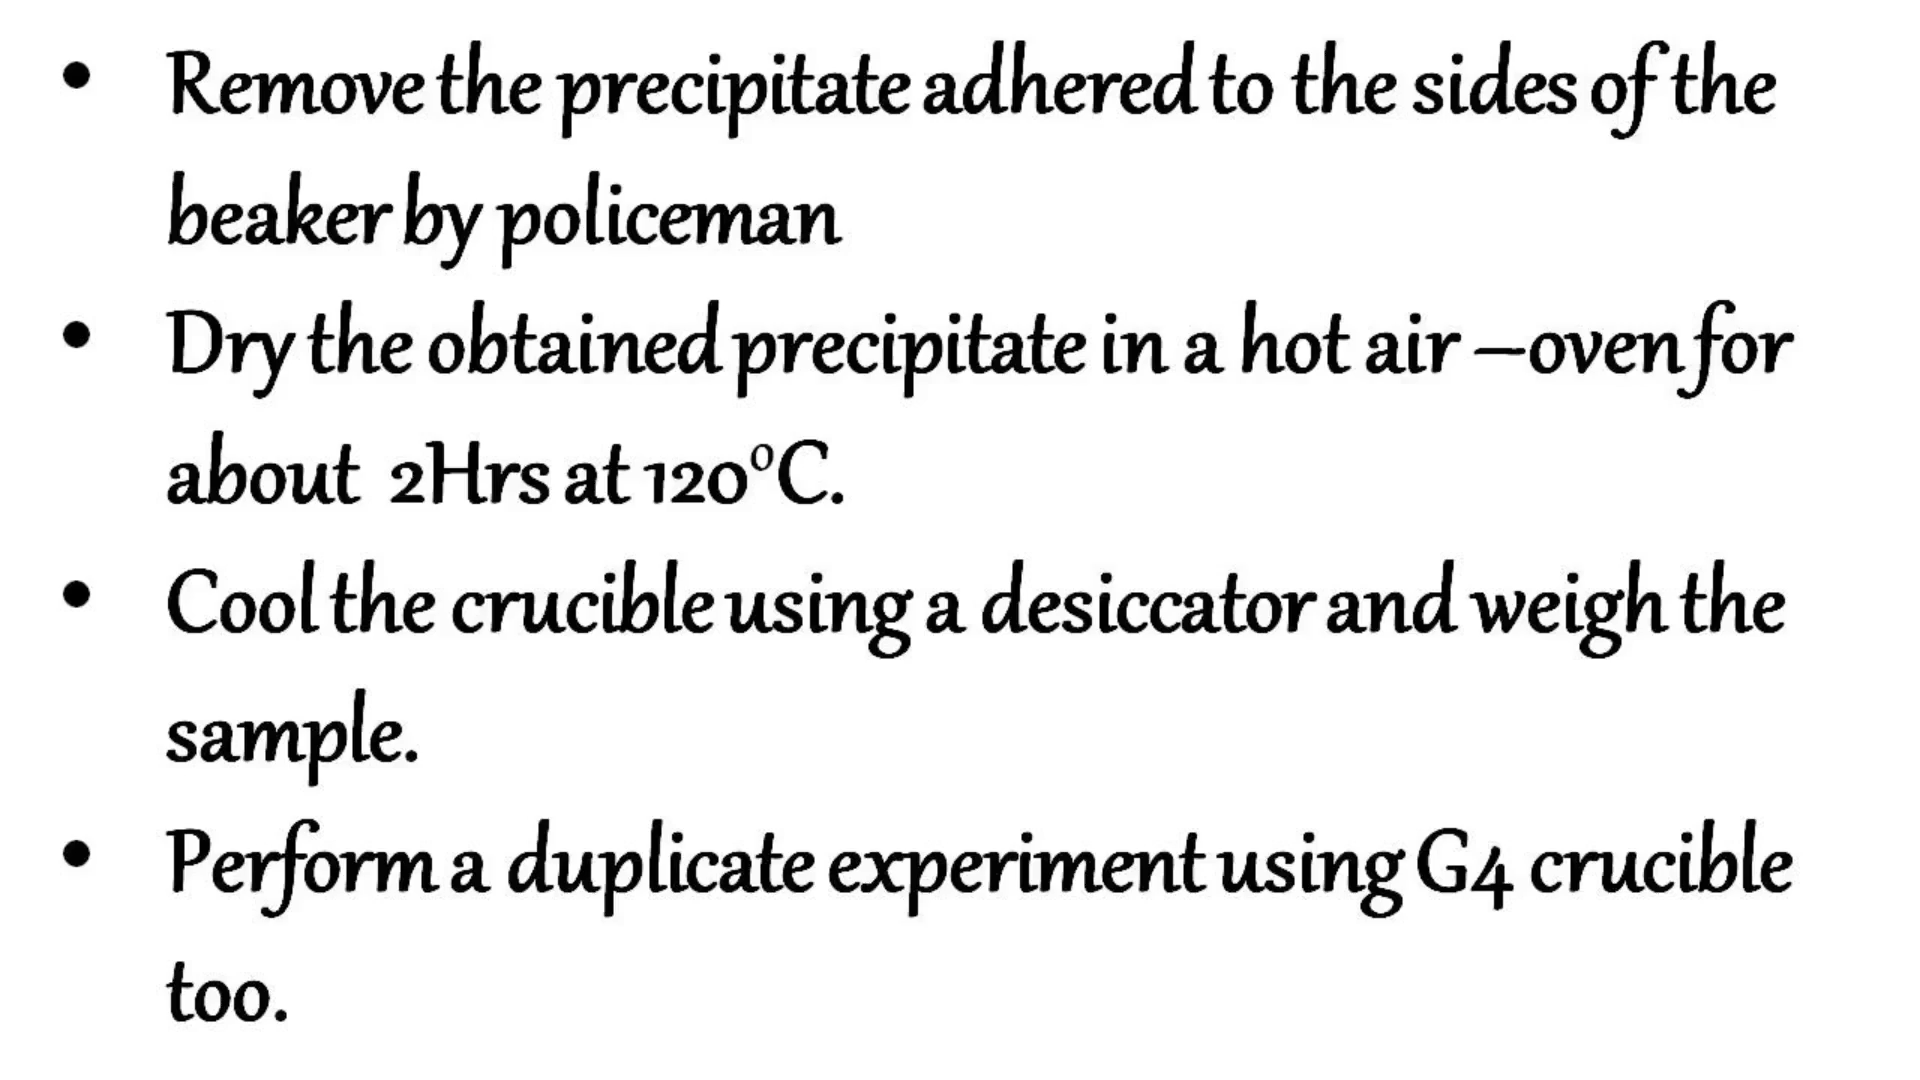 • Remove the precipitate adhered to the sides of the
beaker by policeman
• Dry the obtained precipitate in a hot air –oven for
about 2Hrs at 120⁰C.
• Cool the crucible using a desiccator and weigh the
sample.
• Perform a duplicate experiment using G4 crucible
too.